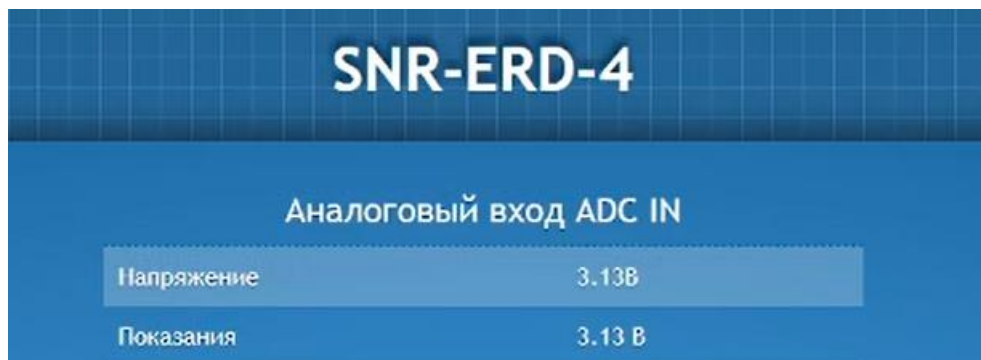 SNR-ERD-4
Аналоговый вход ADC IN
Напряжение 3.13В
Показания 3.13 В